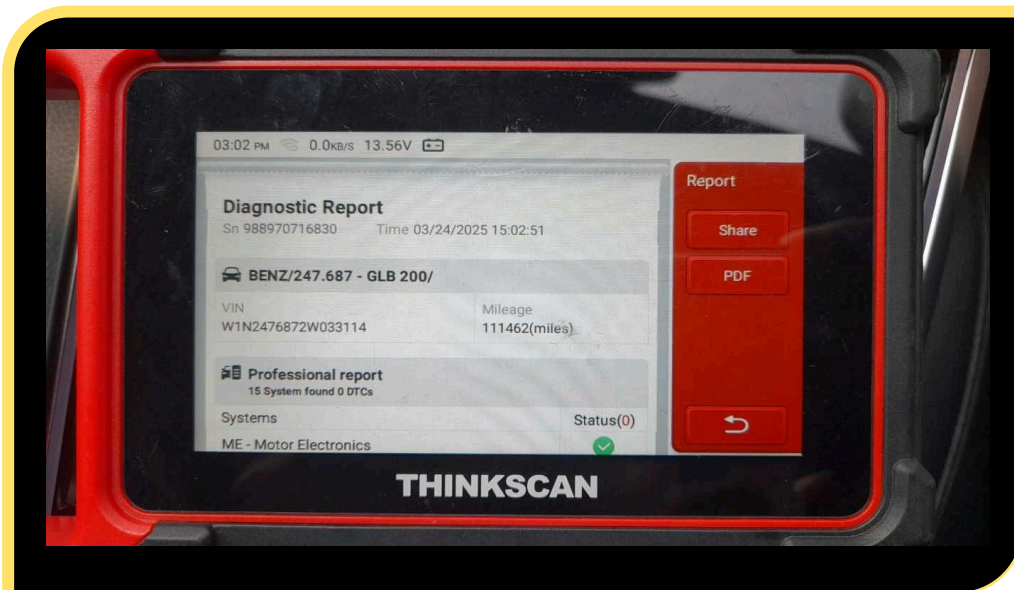 03:02 PM 0.0KB/S 13.56V
Diagnostic Report
Sn 988970716830 Time 03/24/2025 15:02:51
BENZ/247.687 - GLB 200/
VIN Mileage
W1N2476872W033114 111462(miles)
Professional report
15 System found 0 DTCs
Systems Status(0)
ME - Motor Electronics
Report
Share
PDF
THINKSCAN